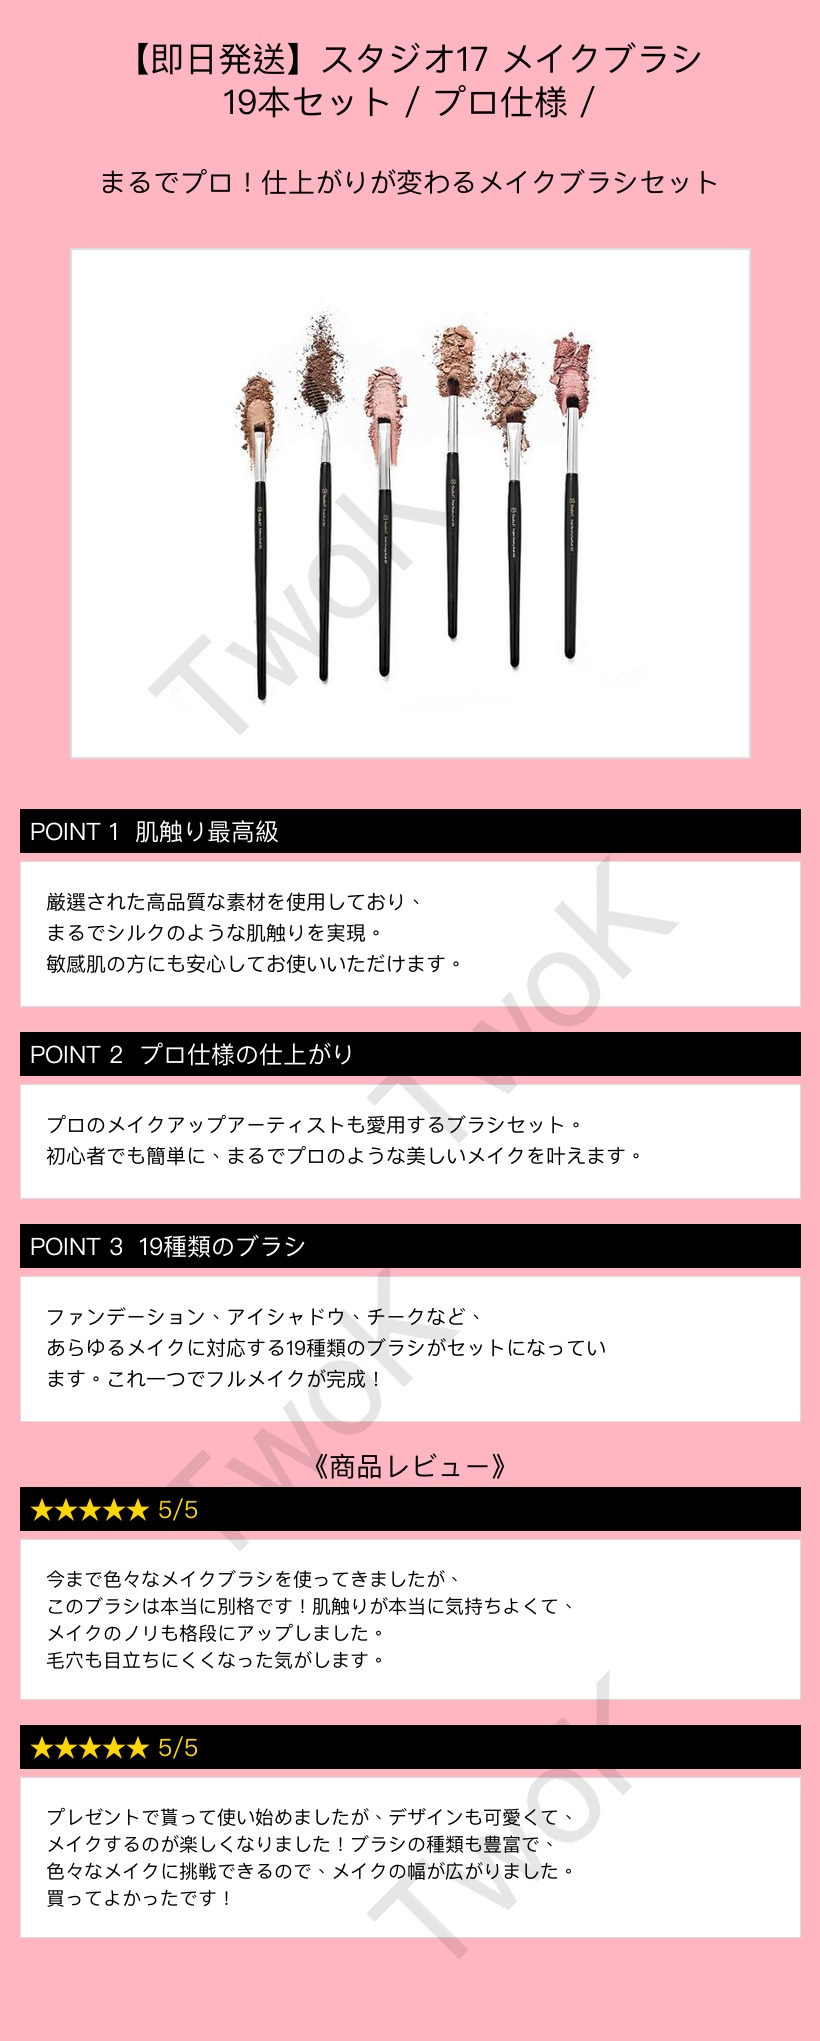 【即日発送】スタジオ17 メイクブラシ
19本セット / プロ仕様 /
まるでプロ！仕上がりが変わるメイクブラシセット
TwoK
POINT 1 肌触り最高級
厳選された高品質な素材を使用しており、
まるでシルクのような肌触りを実現。
敏感肌の方にも安心してお使いいただけます。
TwoK
POINT 2 プロ仕様の仕上がり
プロのメイクアップアーティストも愛用するブラシセット。
初心者でも簡単に、まるでプロのような美しいメイクを叶えます。
POINT 3 19種類のブラシ
ファンデーション、アイシャドウ、チークなど、
あらゆるメイクに対応する19種類のブラシがセットになってい
ます。これ一つでフルメイクが完成！
TwoK
《商品レビュー》
★★★★★ 5/5
今まで色々なメイクブラシを使ってきましたが、
このブラシは本当に別格です！肌触りが本当に気持ちよくて、
メイクのノリも格段にアップしました。
毛穴も目立ちにくくなった気がします。
★★★★★ 5/5
プレゼントで貰って使い始めましたが、デザインも可愛くて、
メイクするのが楽しくなりました！ブラシの種類も豊富で、
色々なメイクに挑戦できるので、メイクの幅が広がりました。
買ってよかったです！
TwoK